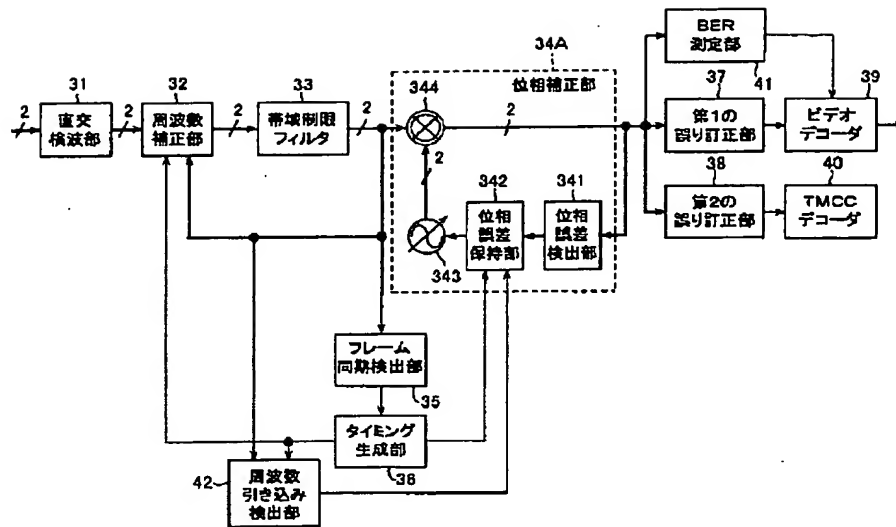 34A
BER
測定部
41
31
32
33
344
位相補正部
37
39
2
直交
検波部
2
周波数
補正部
2
帯域制限
フィルタ
2
2
第1の
誤り訂正部
ビデオ
デコーダ
2
342
341
38
40
343
位相
誤差
保持部
位相
誤差
検出部
第2の
誤り訂正部
TMCC
デコーダ
フレーム
同期検出部
35
タイミング
生成部
36
42
周波数
引き込み
検出部